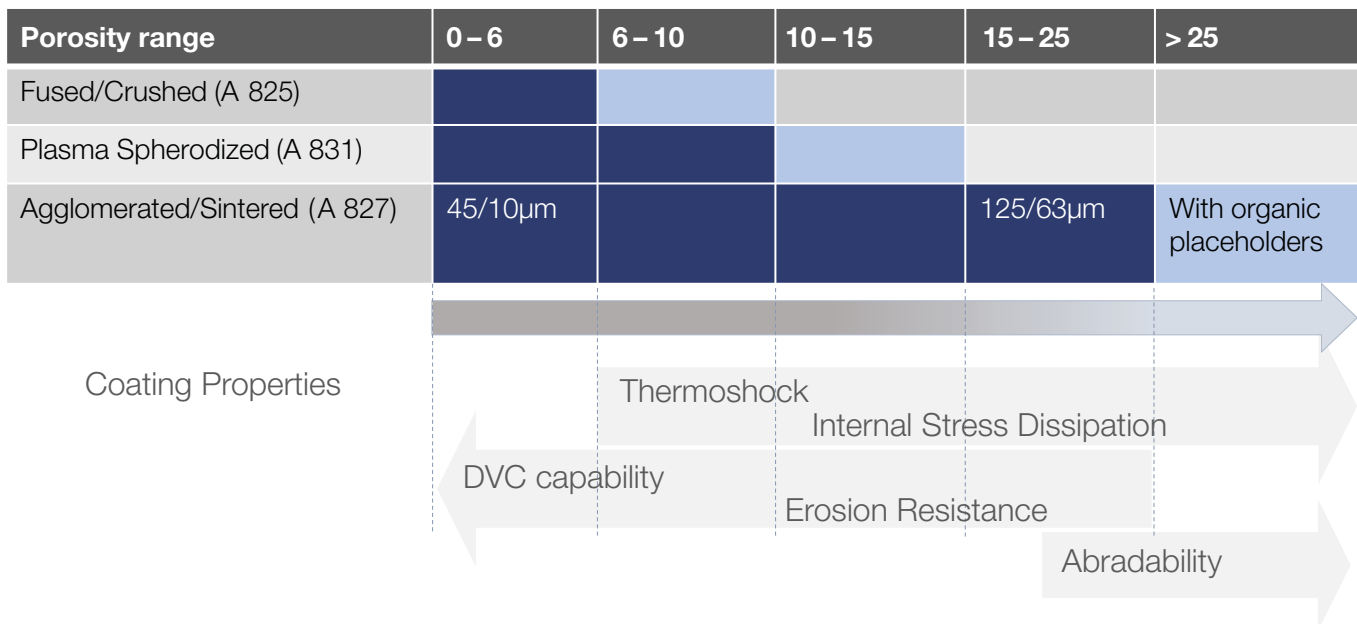 Porosity range 0 – 6 6 – 10 10 – 15 15 – 25 > 25
Fused/Crushed (A 825)
Plasma Spherodized (A 831)
Agglomerated/Sintered (A 827) 45/10µm 125/63µm With organic
placeholders
Coating Properties
Thermoshock
Internal Stress Dissipation
DVC capability
Erosion Resistance
Abradability